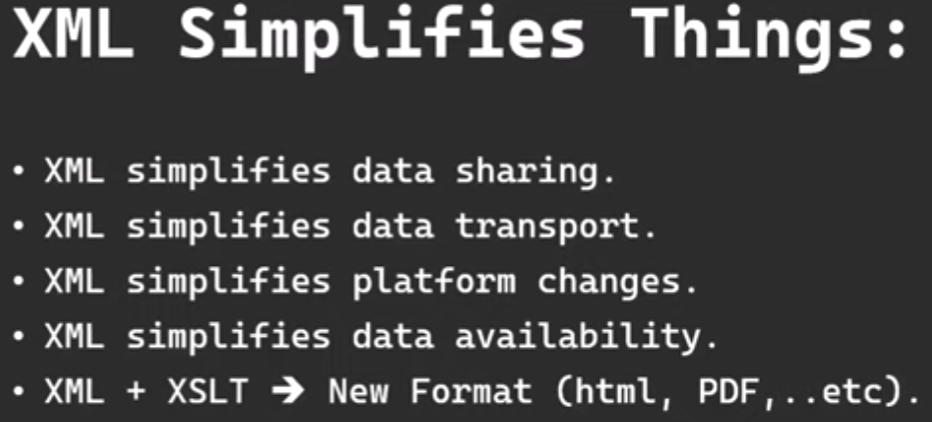 XML Simplifies Things:
• XML simplifies data sharing.
• XML simplifies data transport.
• XML simplifies platform changes.
• XML simplifies data availability.
• XML + XSLT → New Format (html, PDF,..etc).